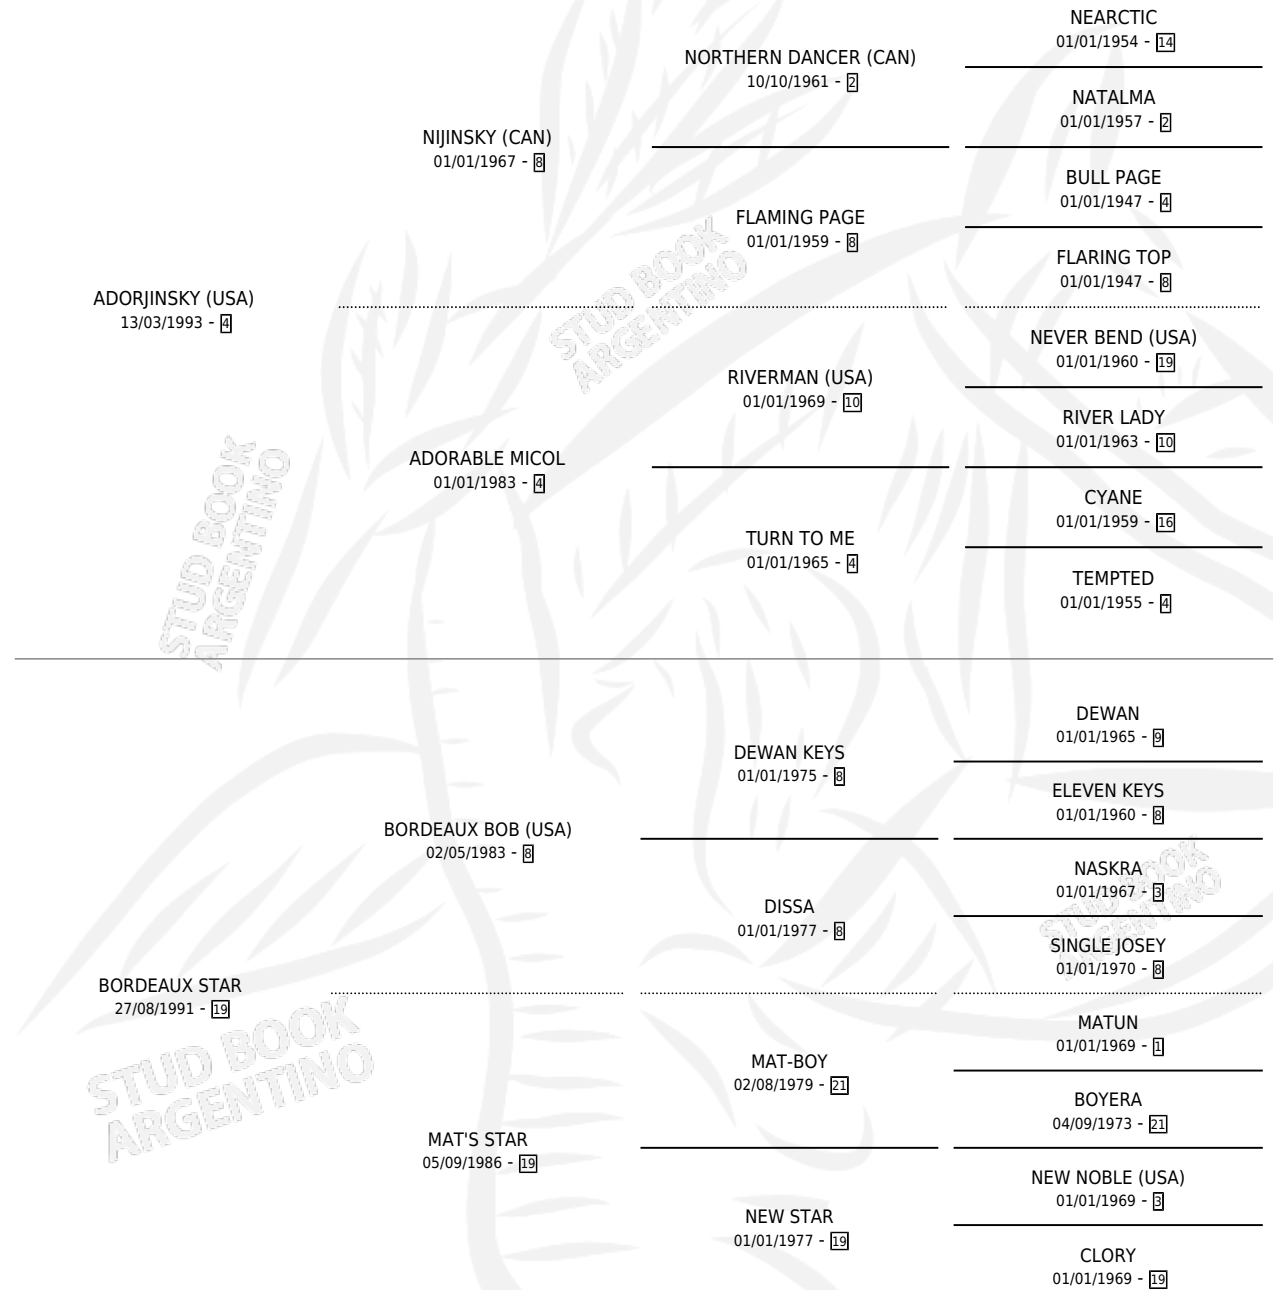 NEARCTIC
01/01/1954 - 14
NORTHERN DANCER (CAN)
10/10/1961 - 2
NATALMA
01/01/1957 - 2
NIJINSKY (CAN)
01/01/1967 - 8
BULL PAGE
01/01/1947 - 4
FLAMING PAGE
01/01/1959 - 8
FLARING TOP
01/01/1947 - 8
ADORJINSKY (USA)
13/03/1993 - 4
STUD BOOK
ARGENTINO
NEVER BEND (USA)
01/01/1960 - 19
RIVERMAN (USA)
01/01/1969 - 10
RIVER LADY
01/01/1963 - 10
ADORABLE MICOL
01/01/1983 - 4
CYANE
01/01/1959 - 16
TURN TO ME
01/01/1965 - 4
TEMPTED
01/01/1955 - 4
STUD BOOK
ARGENTINO
DEWAN
01/01/1965 - 9
DEWAN KEYS
01/01/1975 - 8
ELEVEN KEYS
01/01/1960 - 8
BORDEAUX BOB (USA)
02/05/1983 - 8
NASKRA
01/01/1967 - 3
DISSA
01/01/1977 - 8
SINGLE JOSEY
01/01/1970 - 8
STUD BOOK
ARGENTINO
BORDEAUX STAR
27/08/1991 - 19
STUD BOOK
ARGENTINO
MATUN
01/01/1969 - 1
MAT-BOY
02/08/1979 - 21
BOYERA
04/09/1973 - 21
MAT'S STAR
05/09/1986 - 19
NEW NOBLE (USA)
01/01/1969 - 3
NEW STAR
01/01/1977 - 19
CLORY
01/01/1969 - 19